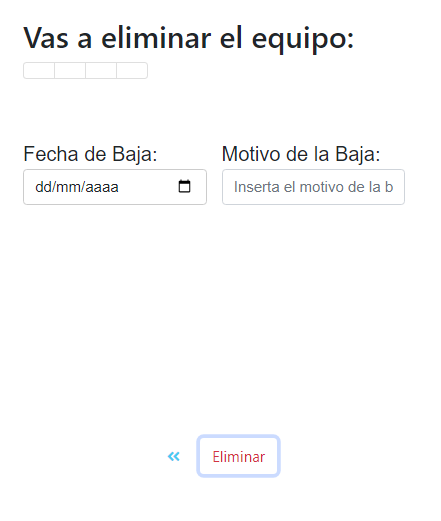 Vas a eliminar el equipo:
Fecha de Baja: Motivo de la Baja:
dd/mm/aaaa Inserta el motivo de la b
« Eliminar